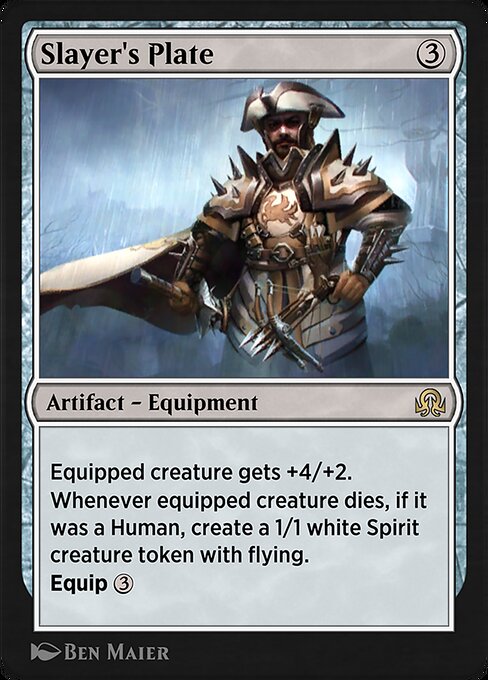 Slayer's Plate 3
Artifact – Equipment
Equipped creature gets +4/+2.
Whenever equipped creature dies, if it
was a Human, create a 1/1 white Spirit
creature token with flying.
Equip 3
Ben Maier